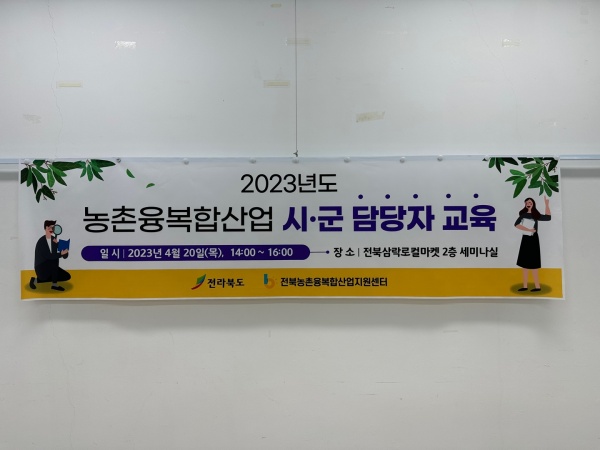 2023년도
농촌융복합산업 시·군 담당자 교육
일 시 | 2023년 4월 20일(목), 14:00 ~ 16:00 장 소 | 전북삼락로컬마켓 2층 세미나실
전라북도 전북농촌융복합산업지원센터